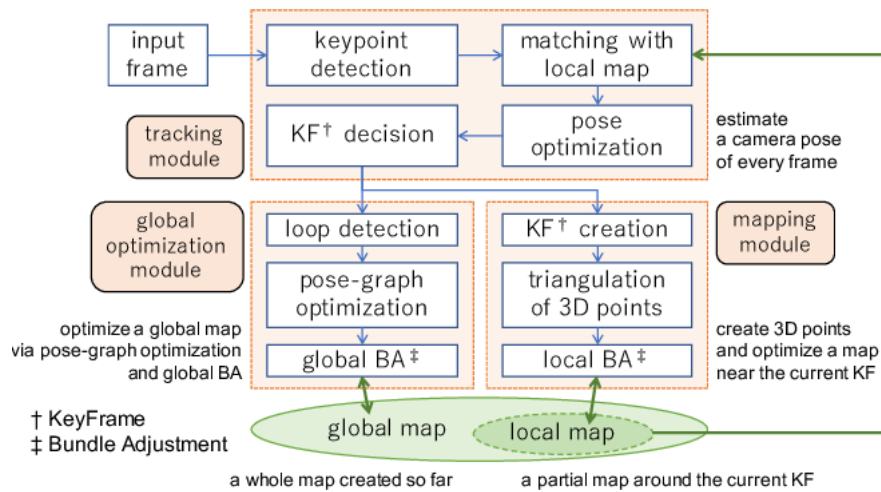 input
frame
keypoint
detection
matching with
local map
tracking
module
KF† decision
pose
optimization
estimate
a camera pose
of every frame
global
optimization
module
loop detection
KF† creation
mapping
module
pose-graph
optimization
triangulation
of 3D points
optimize a global map
via pose-graph optimization
and global BA
global BA‡
local BA‡
create 3D points
and optimize a map
near the current KF
† KeyFrame
‡ Bundle Adjustment
global map
local map
a whole map created so far
a partial map around the current KF